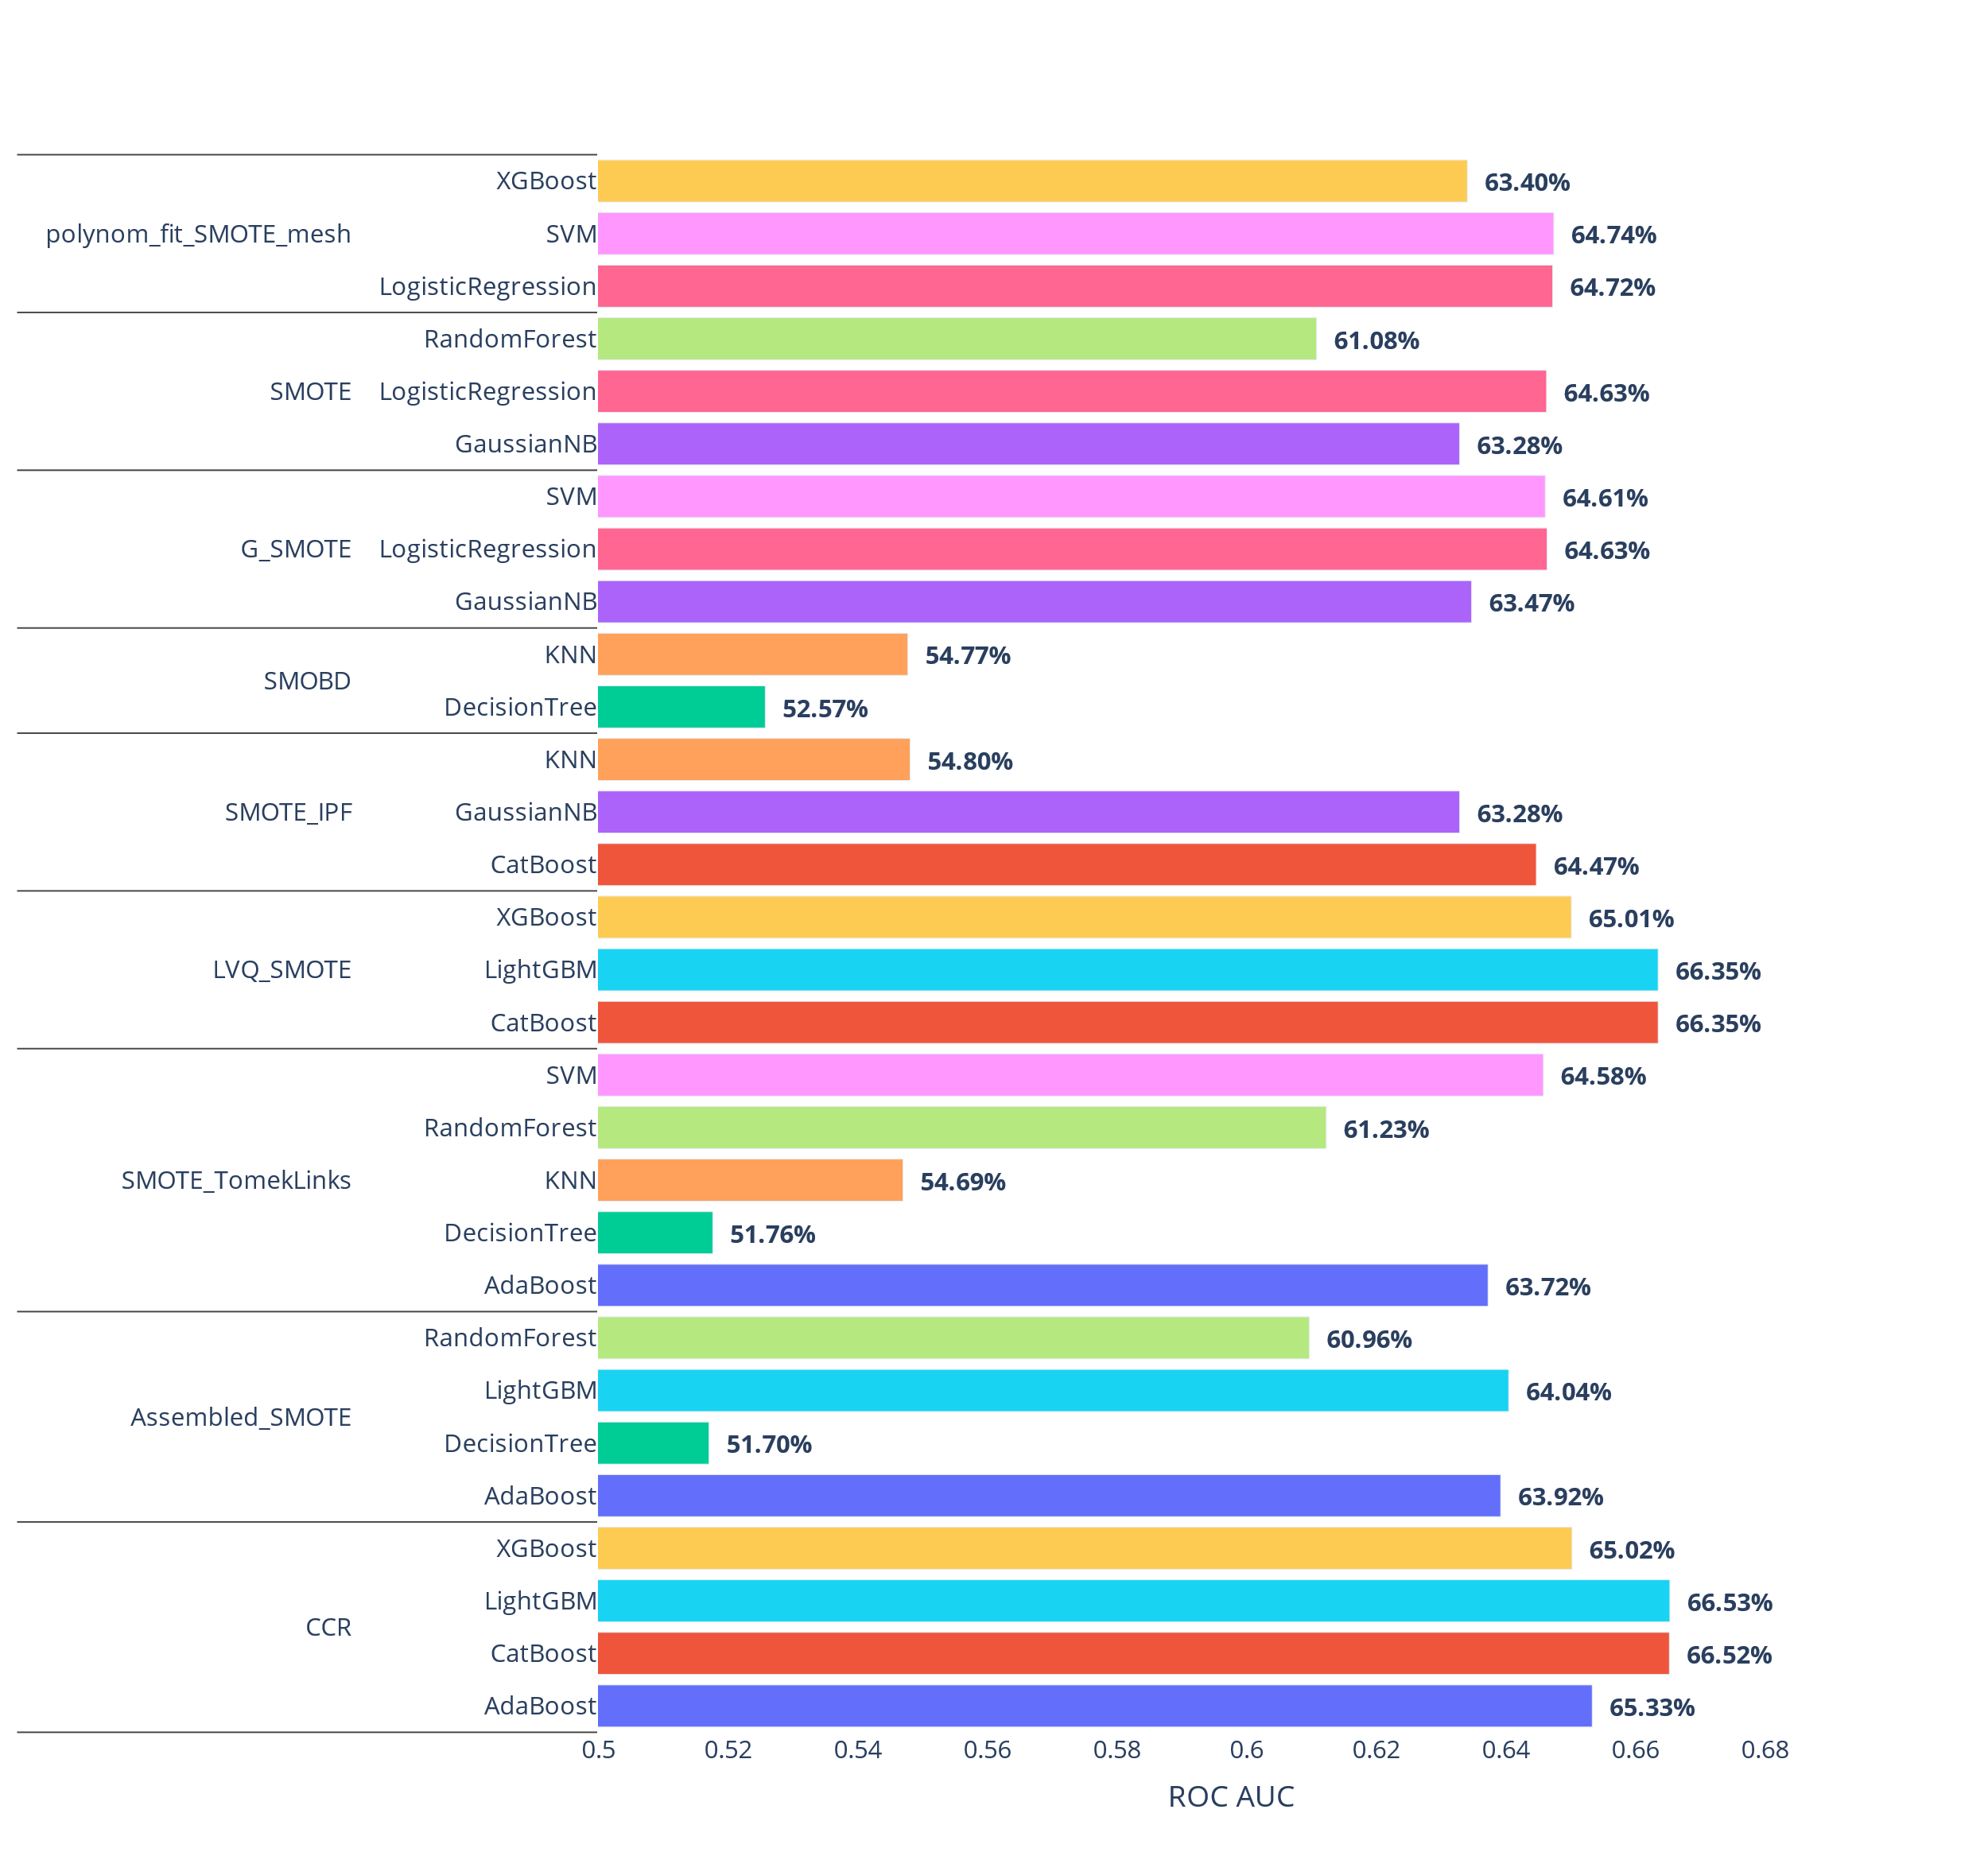 XGBoost 63.40%
polynom_fit_SMOTE_mesh SVM 64.74%
LogisticRegression 64.72%
RandomForest 61.08%
SMOTE LogisticRegression 64.63%
GaussianNB 63.28%
SVM 64.61%
G_SMOTE LogisticRegression 64.63%
GaussianNB 63.47%
KNN 54.77%
SMOBD
DecisionTree 52.57%
KNN 54.80%
SMOTE_IPF GaussianNB 63.28%
CatBoost 64.47%
XGBoost 65.01%
LVQ_SMOTE LightGBM 66.35%
CatBoost 66.35%
SVM 64.58%
RandomForest 61.23%
SMOTE_TomekLinks KNN 54.69%
DecisionTree 51.76%
AdaBoost 63.72%
RandomForest 60.96%
LightGBM 64.04%
Assembled_SMOTE
DecisionTree 51.70%
AdaBoost 63.92%
XGBoost 65.02%
LightGBM 66.53%
CCR
CatBoost 66.52%
AdaBoost 65.33%
0.5 0.52 0.54 0.56 0.58 0.6 0.62 0.64 0.66 0.68
ROC AUC